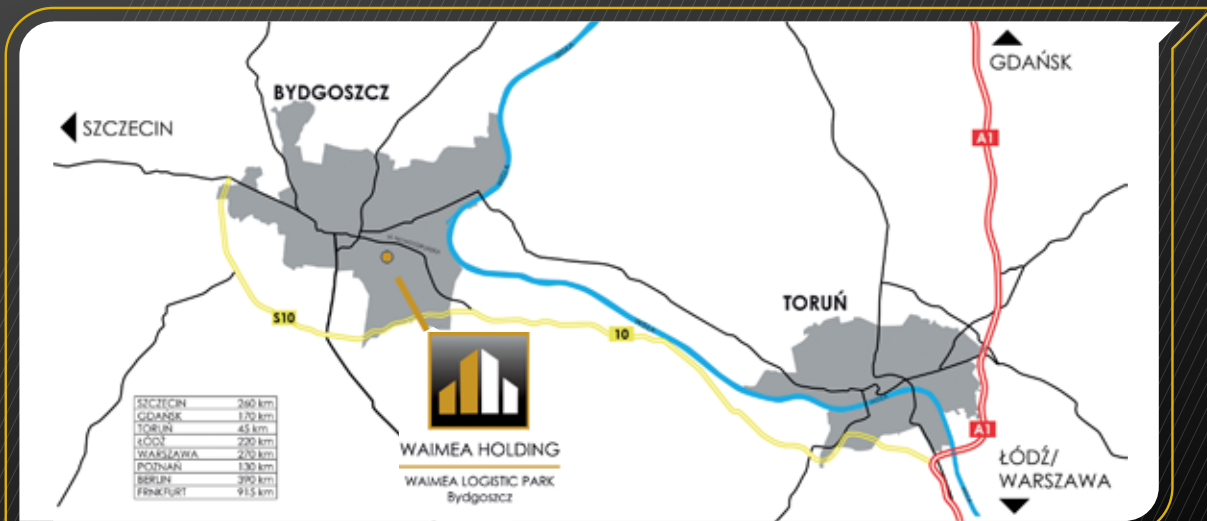 GDAŃSK
BYDGOSZCZ
SZCZECIN
A1
S10
10
TORUŃ
WAIMEA HOLDING
WAIMEA LOGISTIC PARK
Bydgoszcz
SZCZECIN 260 km
GDAŃSK 170 km
TORUŃ 45 km
ŁÓDŹ 220 km
WARSZAWA 270 km
POZNAŃ 130 km
BERLIN 390 km
FRNKFURT 915 km
A1
ŁÓDŹ/
WARSZAWA